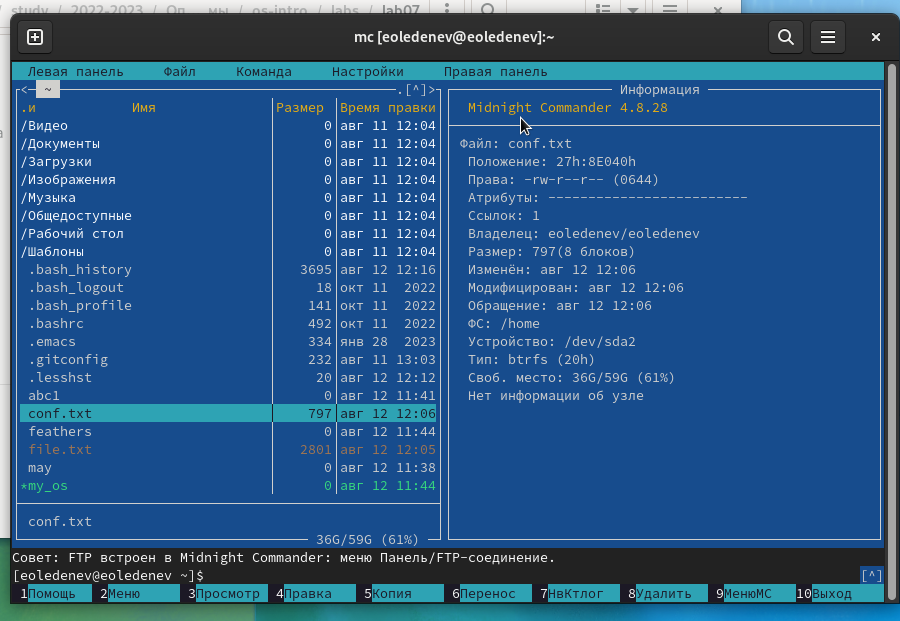 study / 2022-2023 / Оп мы / os-intro / labs / lab07
mc [eoledenev@eoledenev]:~
Левая панель Файл Команда Настройки Правая панель
<— ~ .[^]>
.и Имя Размер Время правки
/Видео 0 авг 11 12:04
/Документы 0 авг 11 12:04
/Загрузки 0 авг 11 12:04
/Изображения 0 авг 11 12:04
/Музыка 0 авг 11 12:04
/Общедоступные 0 авг 11 12:04
/Рабочий стол 0 авг 11 12:04
/Шаблоны 0 авг 11 12:04
.bash_history 3695 авг 12 12:16
.bash_logout 18 окт 11 2022
.bash_profile 141 окт 11 2022
.bashrc 492 окт 11 2022
.emacs 334 янв 28 2023
.gitconfig 232 авг 11 13:03
.lesshst 20 авг 12 12:12
abc1 0 авг 12 11:41
conf.txt 797 авг 12 12:06
feathers 0 авг 12 11:44
file.txt 2801 авг 12 12:05
may 0 авг 12 11:38
*my_os 0 авг 12 11:44
conf.txt
36G/59G (61%)
Информация
Midnight Commander 4.8.28
Файл: conf.txt
Положение: 27h:8E040h
Права: -rw-r--r-- (0644)
Атрибуты: -------------------------
Ссылок: 1
Владелец: eoledenev/eoledenev
Размер: 797(8 блоков)
Изменён: авг 12 12:06
Модифицирован: авг 12 12:06
Обращение: авг 12 12:06
ФС: /home
Устройство: /dev/sda2
Тип: btrfs (20h)
Своб. место: 36G/59G (61%)
Нет информации об узле
Совет: FTP встроен в Midnight Commander: меню Панель/FTP-соединение.
[eoledenev@eoledenev ~]$ [^]
1Помощь 2Меню 3Просмотр 4Правка 5Копия 6Перенос 7НвКтлог 8Удалить 9МенюМС 10Выход